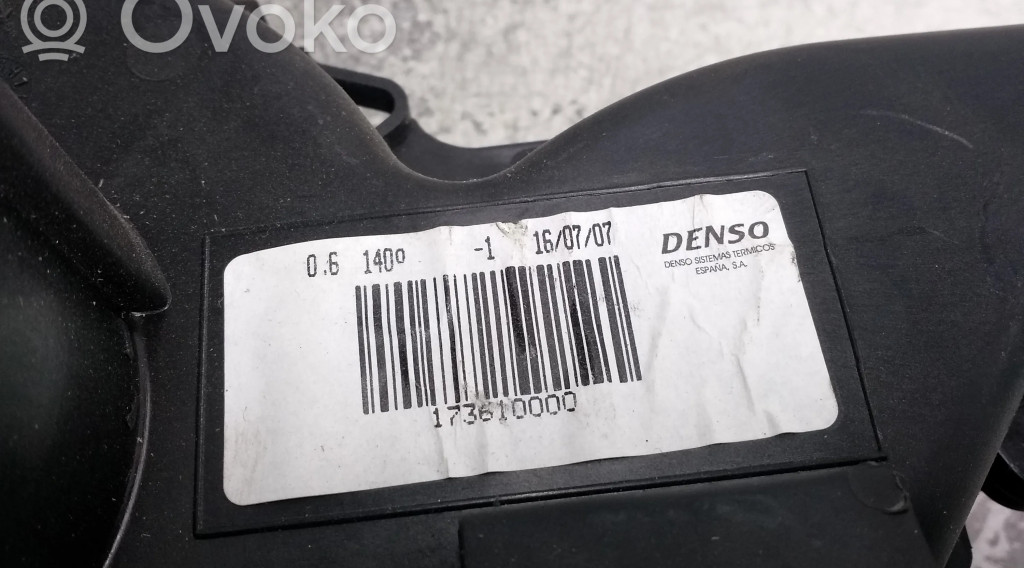 Ovoko
0.6 140º -1 16/07/07
DENSO
DENSO SISTEMAS TERMICOS
ESPAÑA, S.A.
173610000